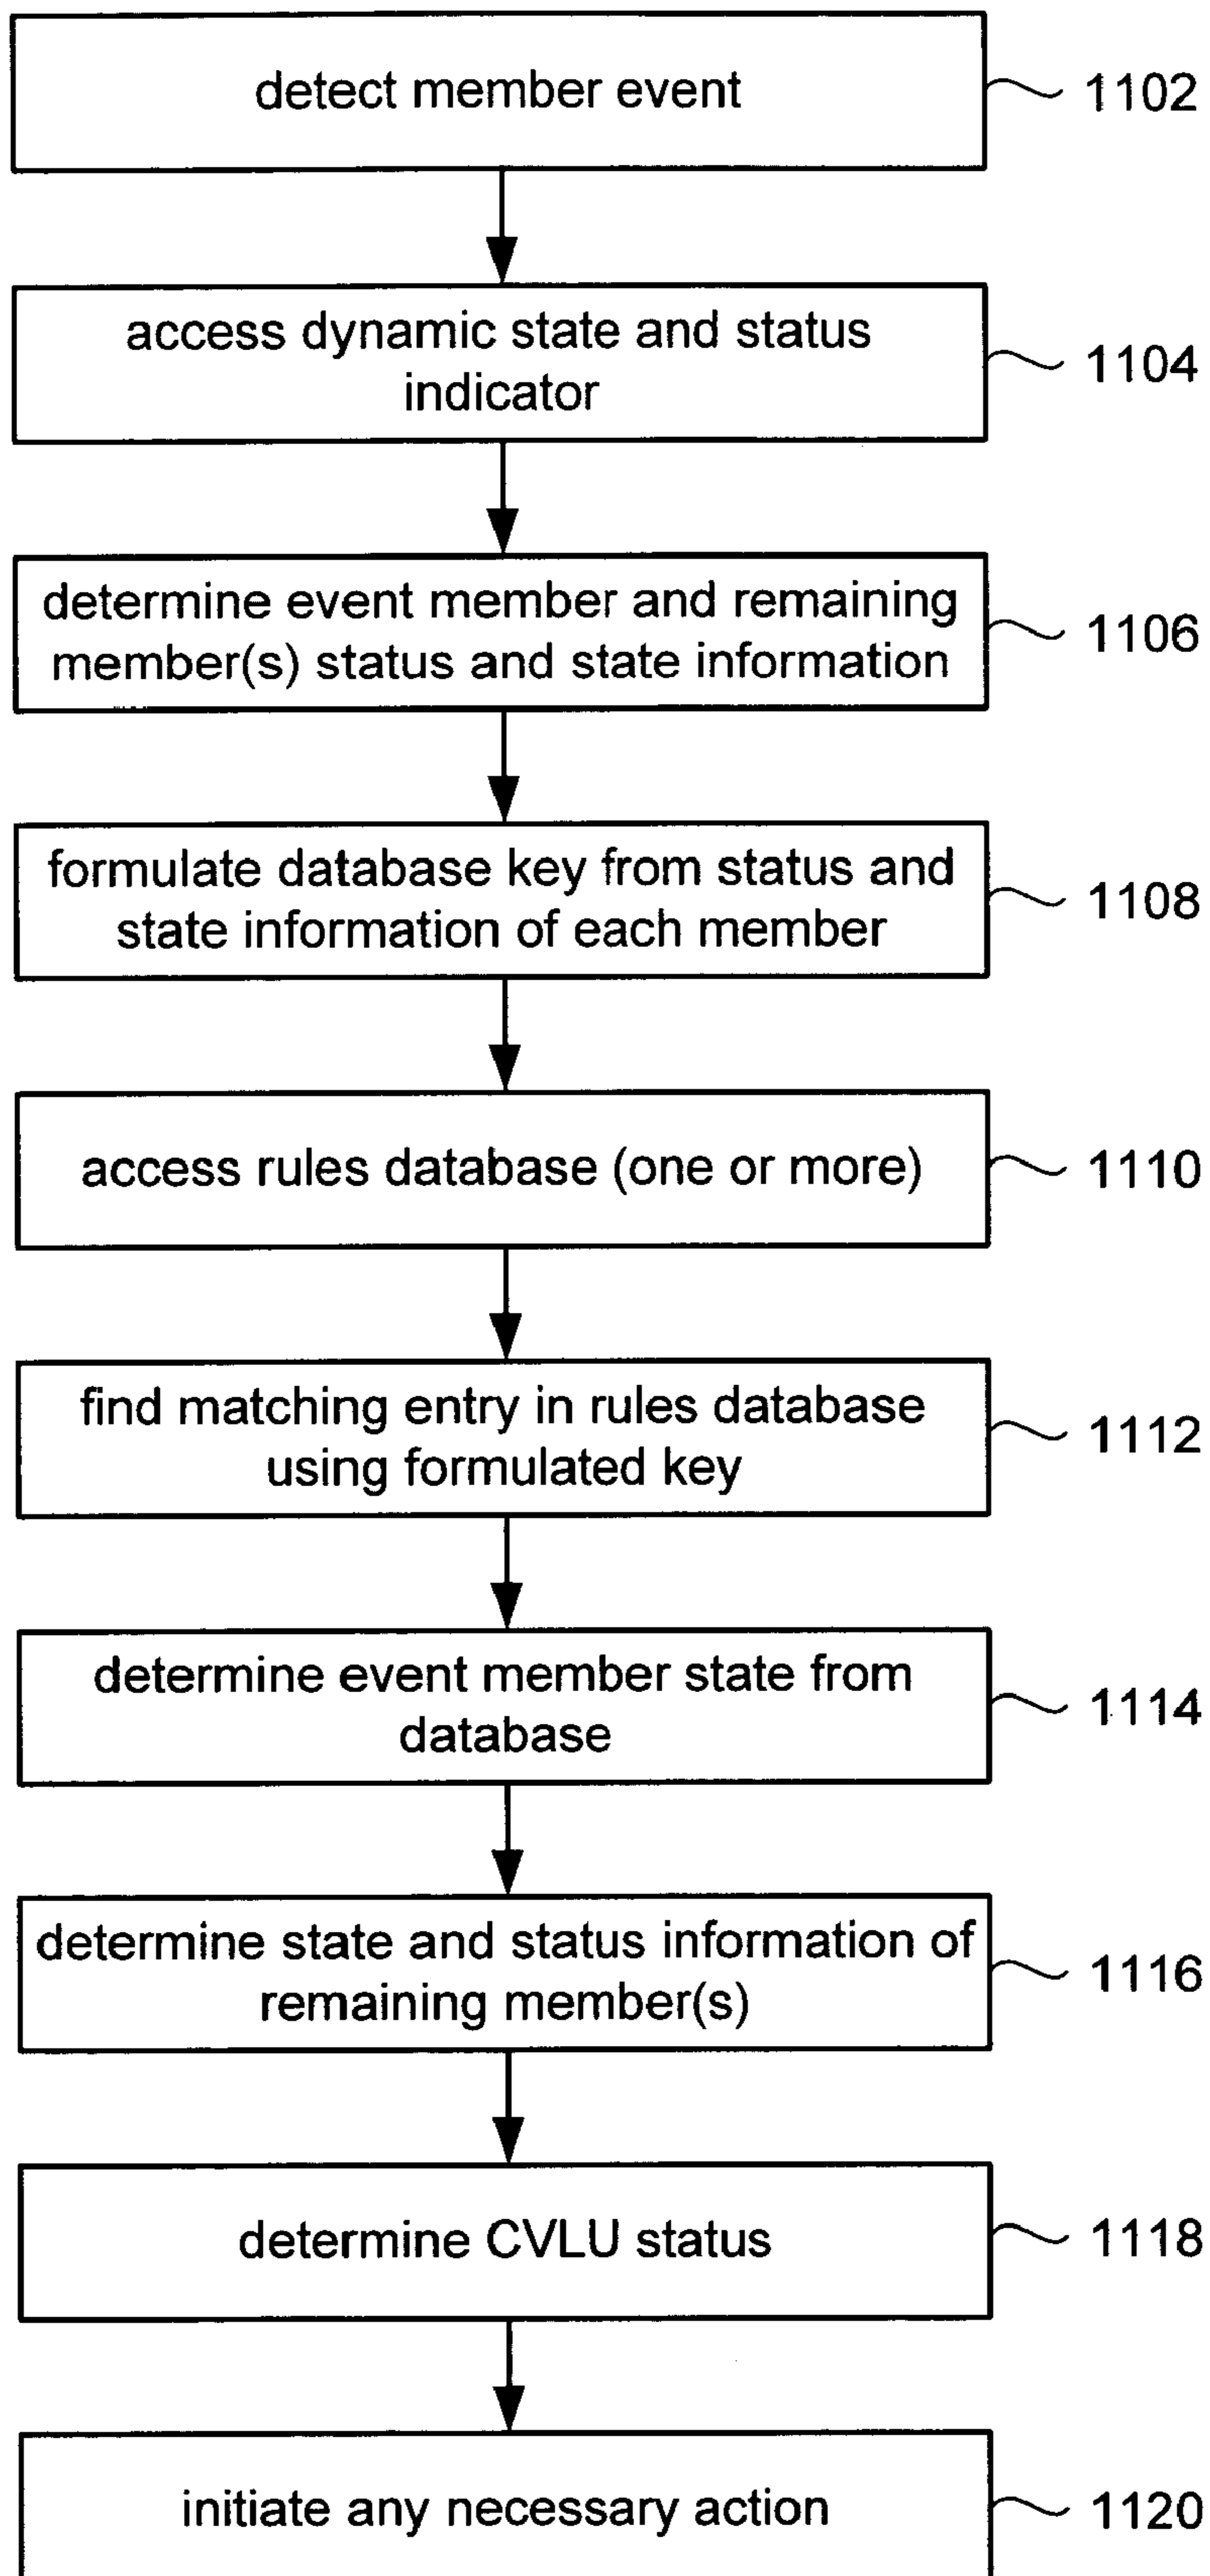 detect member event
1102
access dynamic state and status
indicator
1104
determine event member and remaining
member(s) status and state information
1106
formulate database key from status and
state information of each member
1108
access rules database (one or more)
1110
find matching entry in rules database
using formulated key
1112
determine event member state from
database
1114
determine state and status information of
remaining member(s)
1116
determine CVLU status
1118
initiate any necessary action
1120